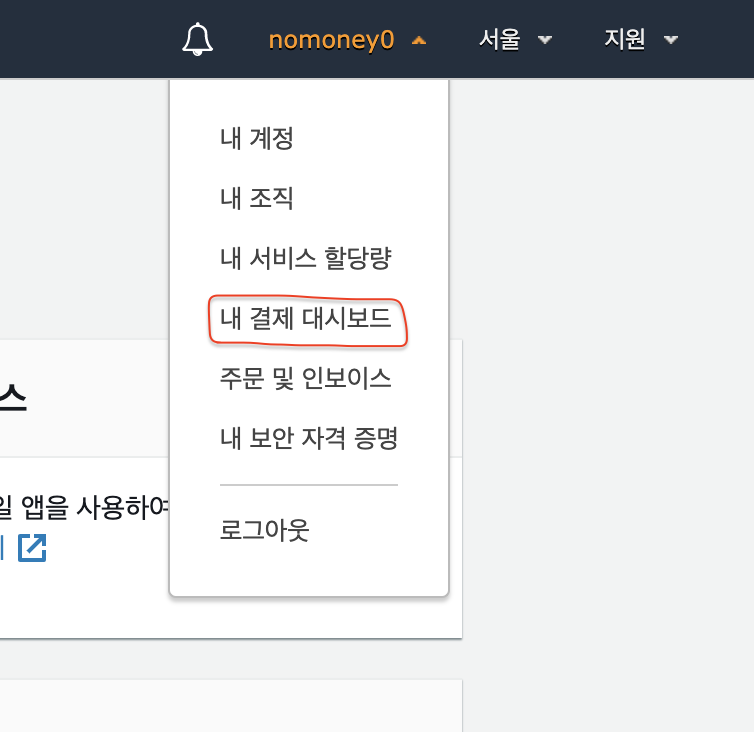 nomoney0 서울 지원
내 계정
내 조직
내 서비스 할당량
내 결제 대시보드
주문 및 인보이스
내 보안 자격 증명
로그아웃
스
일 앱을 사용하여